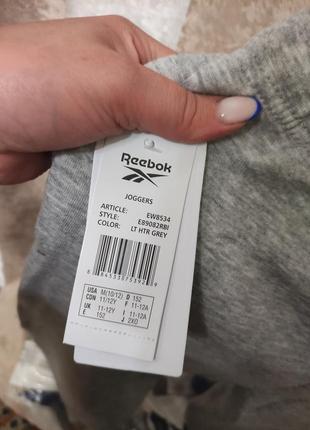 Reebok
JOGGERS
ARTICLE: EW8534
STYLE: E89082RBI
COLOR: LT HTR GREY
USA M(10/12) D 152
CDN 11/12Y F 11-12A
UK 11-12Y I 11-12A
E 152 J 2XO